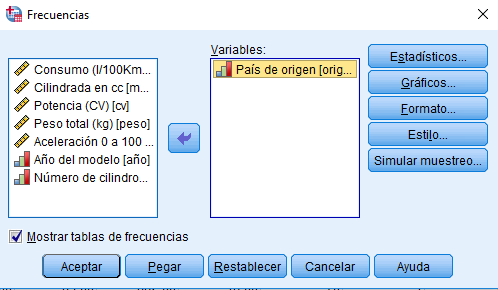 Frecuencias
Variables:
Consumo (l/100Km...
Cilindrada en cc [m...
Potencia (CV) [cv]
Peso total (kg) [peso]
Aceleración 0 a 100 ...
Año del modelo [año]
Número de cilindro...
País de origen [orig...
Estadísticos...
Gráficos...
Formato...
Estilo...
Simular muestreo...
Mostrar tablas de frecuencias
Aceptar
Pegar
Restablecer
Cancelar
Ayuda